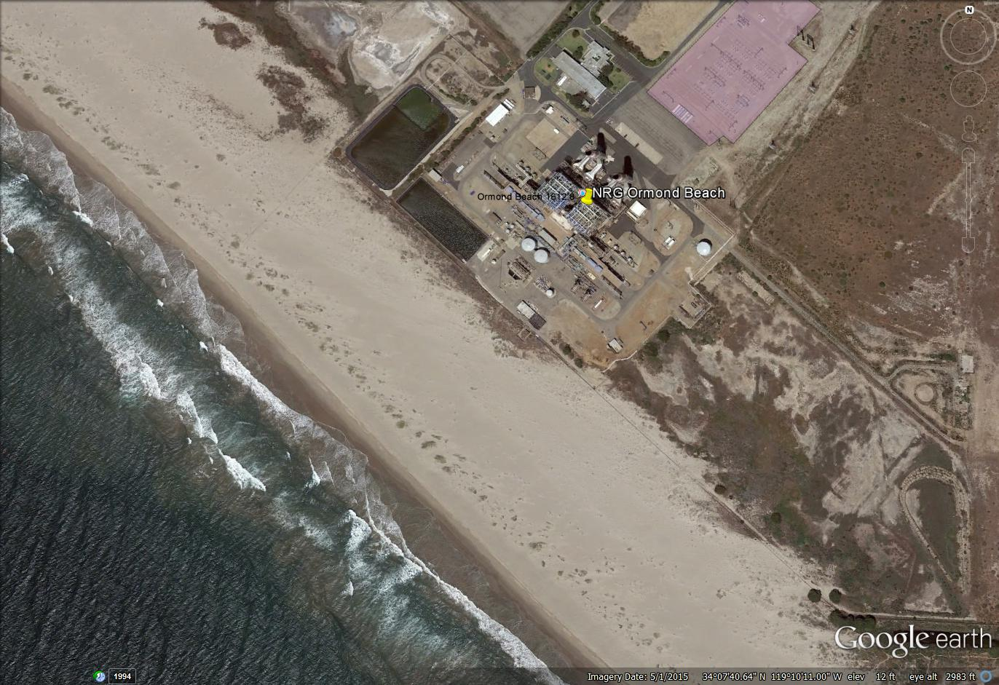 N
Ormond Beach 1612.8
NRG Ormond Beach
Google earth
1994
Imagery Date: 5/1/2015 34°07'40.64" N 119°10'11.00" W elev 12 ft eye alt 2983 ft